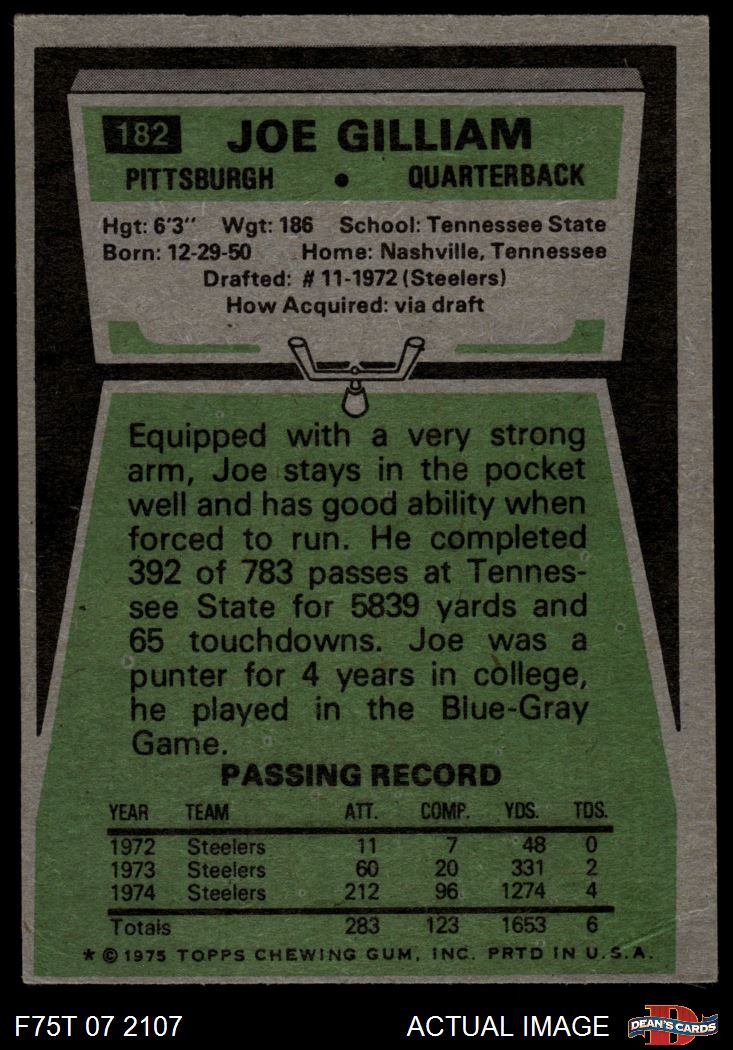 182 JOE GILLIAM
PITTSBURGH • QUARTERBACK
Hgt: 6'3" Wgt: 186 School: Tennessee State
Born: 12-29-50 Home: Nashville, Tennessee
Drafted: # 11-1972 (Steelers)
How Acquired: via draft
Equipped with a very strong
arm, Joe stays in the pocket
well and has good ability when
forced to run. He completed
392 of 783 passes at Tennes-
see State for 5839 yards and
65 touchdowns. Joe was a
punter for 4 years in college,
he played in the Blue-Gray
Game.
PASSING RECORD
YEAR TEAM ATT. COMP. YDS. TDS.
1972 Steelers 11 7 48 0
1973 Steelers 60 20 331 2
1974 Steelers 212 96 1274 4
Totals 283 123 1653 6
* © 1975 TOPPS CHEWING GUM, INC. PRTD IN U.S.A.
F75T 07 2107 ACTUAL IMAGE DEAN'S CARDS